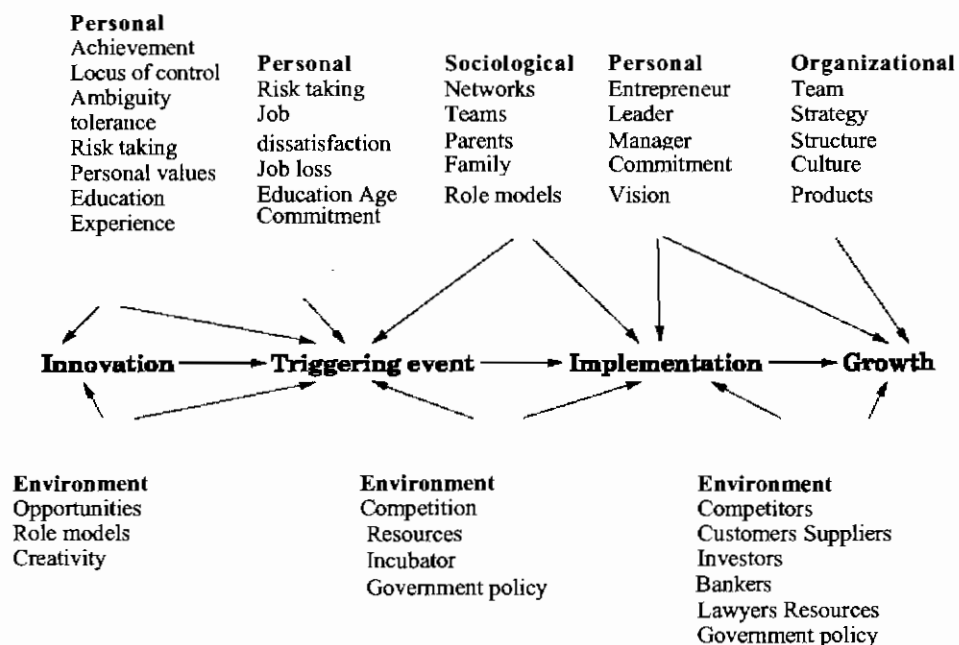 Personal
Achievement
Locus of control
Ambiguity
tolerance
Risk taking
Personal values
Education
Experience
Personal
Risk taking
Job
dissatisfaction
Job loss
Education Age
Commitment
Sociological
Networks
Teams
Parents
Family
Role models
Personal
Entrepreneur
Leader
Manager
Commitment
Vision
Organizational
Team
Strategy
Structure
Culture
Products
Innovation
Triggering event
Implementation
Growth
Environment
Opportunities
Role models
Creativity
Environment
Competition
Resources
Incubator
Government policy
Environment
Competitors
Customers Suppliers
Investors
Bankers
Lawyers Resources
Government policy